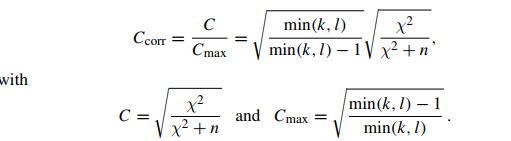 C_corr = C / C_max = √(min(k, l) / (min(k, l) − 1)) √(χ² / (χ² + n)),
with
C = √(χ² / (χ² + n)) and C_max = √((min(k, l) − 1) / min(k, l)) .